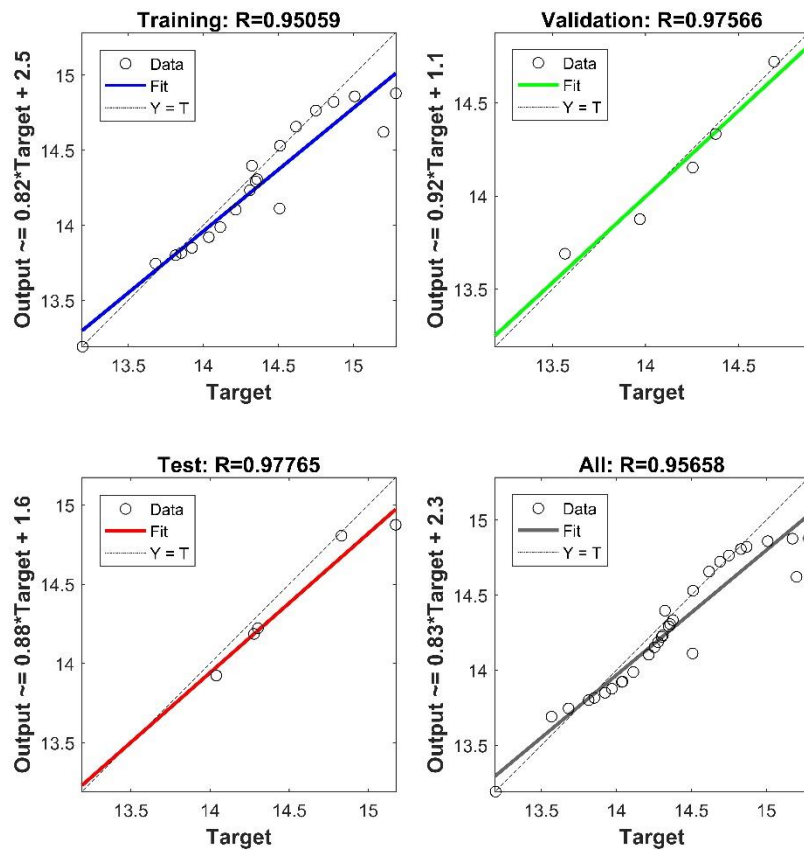 Training: R=0.95059
Output ~= 0.82*Target + 2.5
15
14.5
14
13.5
Data
Fit
Y = T
13.5 14 14.5 15
Target
Validation: R=0.97566
Output ~= 0.92*Target + 1.1
14.5
14
13.5
Data
Fit
Y = T
13.5 14 14.5
Target
Test: R=0.97765
Output ~= 0.88*Target + 1.6
15
14.5
14
13.5
Data
Fit
Y = T
13.5 14 14.5 15
Target
All: R=0.95658
Output ~= 0.83*Target + 2.3
15
14.5
14
13.5
Data
Fit
Y = T
13.5 14 14.5 15
Target